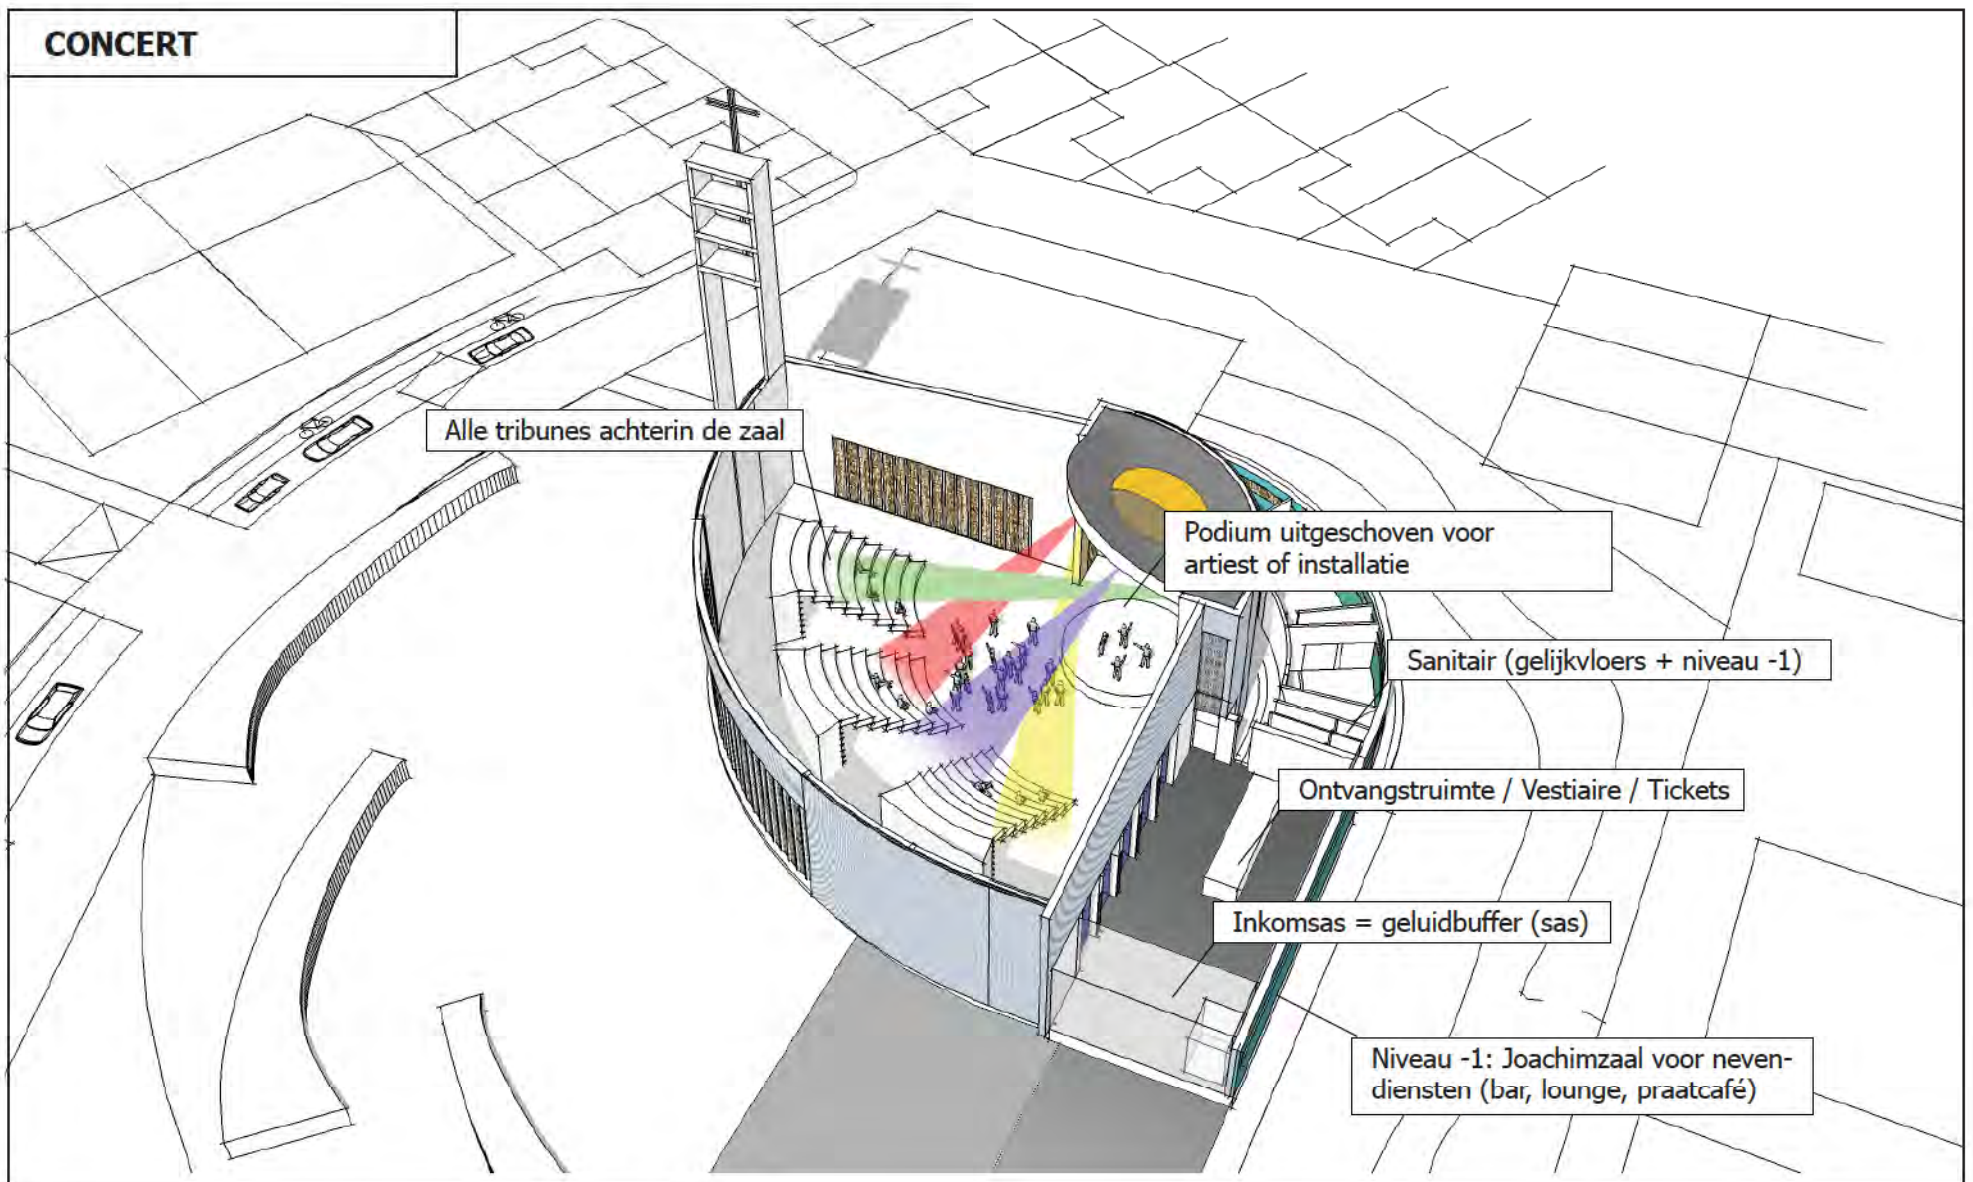 CONCERT
Alle tribunes achterin de zaal
Podium uitgeschoven voor
artiest of installatie
Sanitair (gelijkvloers + niveau -1)
Ontvangstruimte / Vestiaire / Tickets
Inkomsas = geluidbuffer (sas)
Niveau -1: Joachimzaal voor neven-
diensten (bar, lounge, praatcafé)